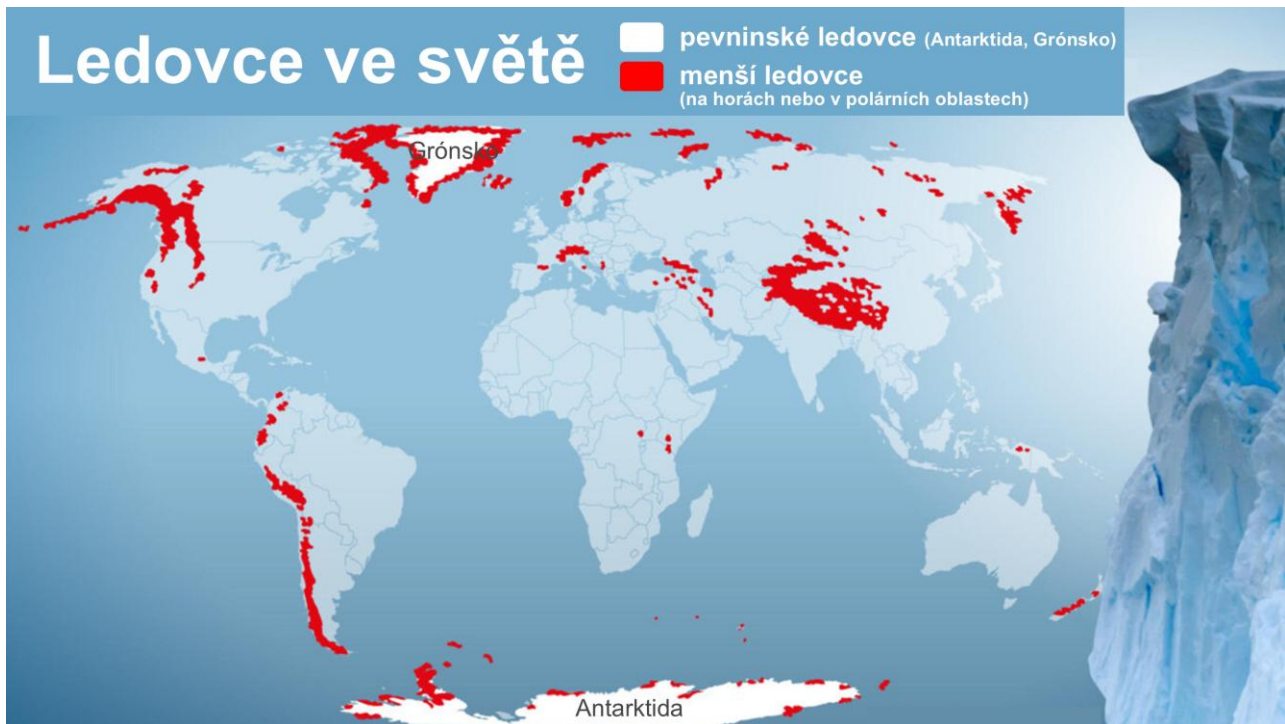 Ledovce ve světě
pevninské ledovce (Antarktida, Grónsko)
menší ledovce
(na horách nebo v polárních oblastech)
Grónsko
Antarktida